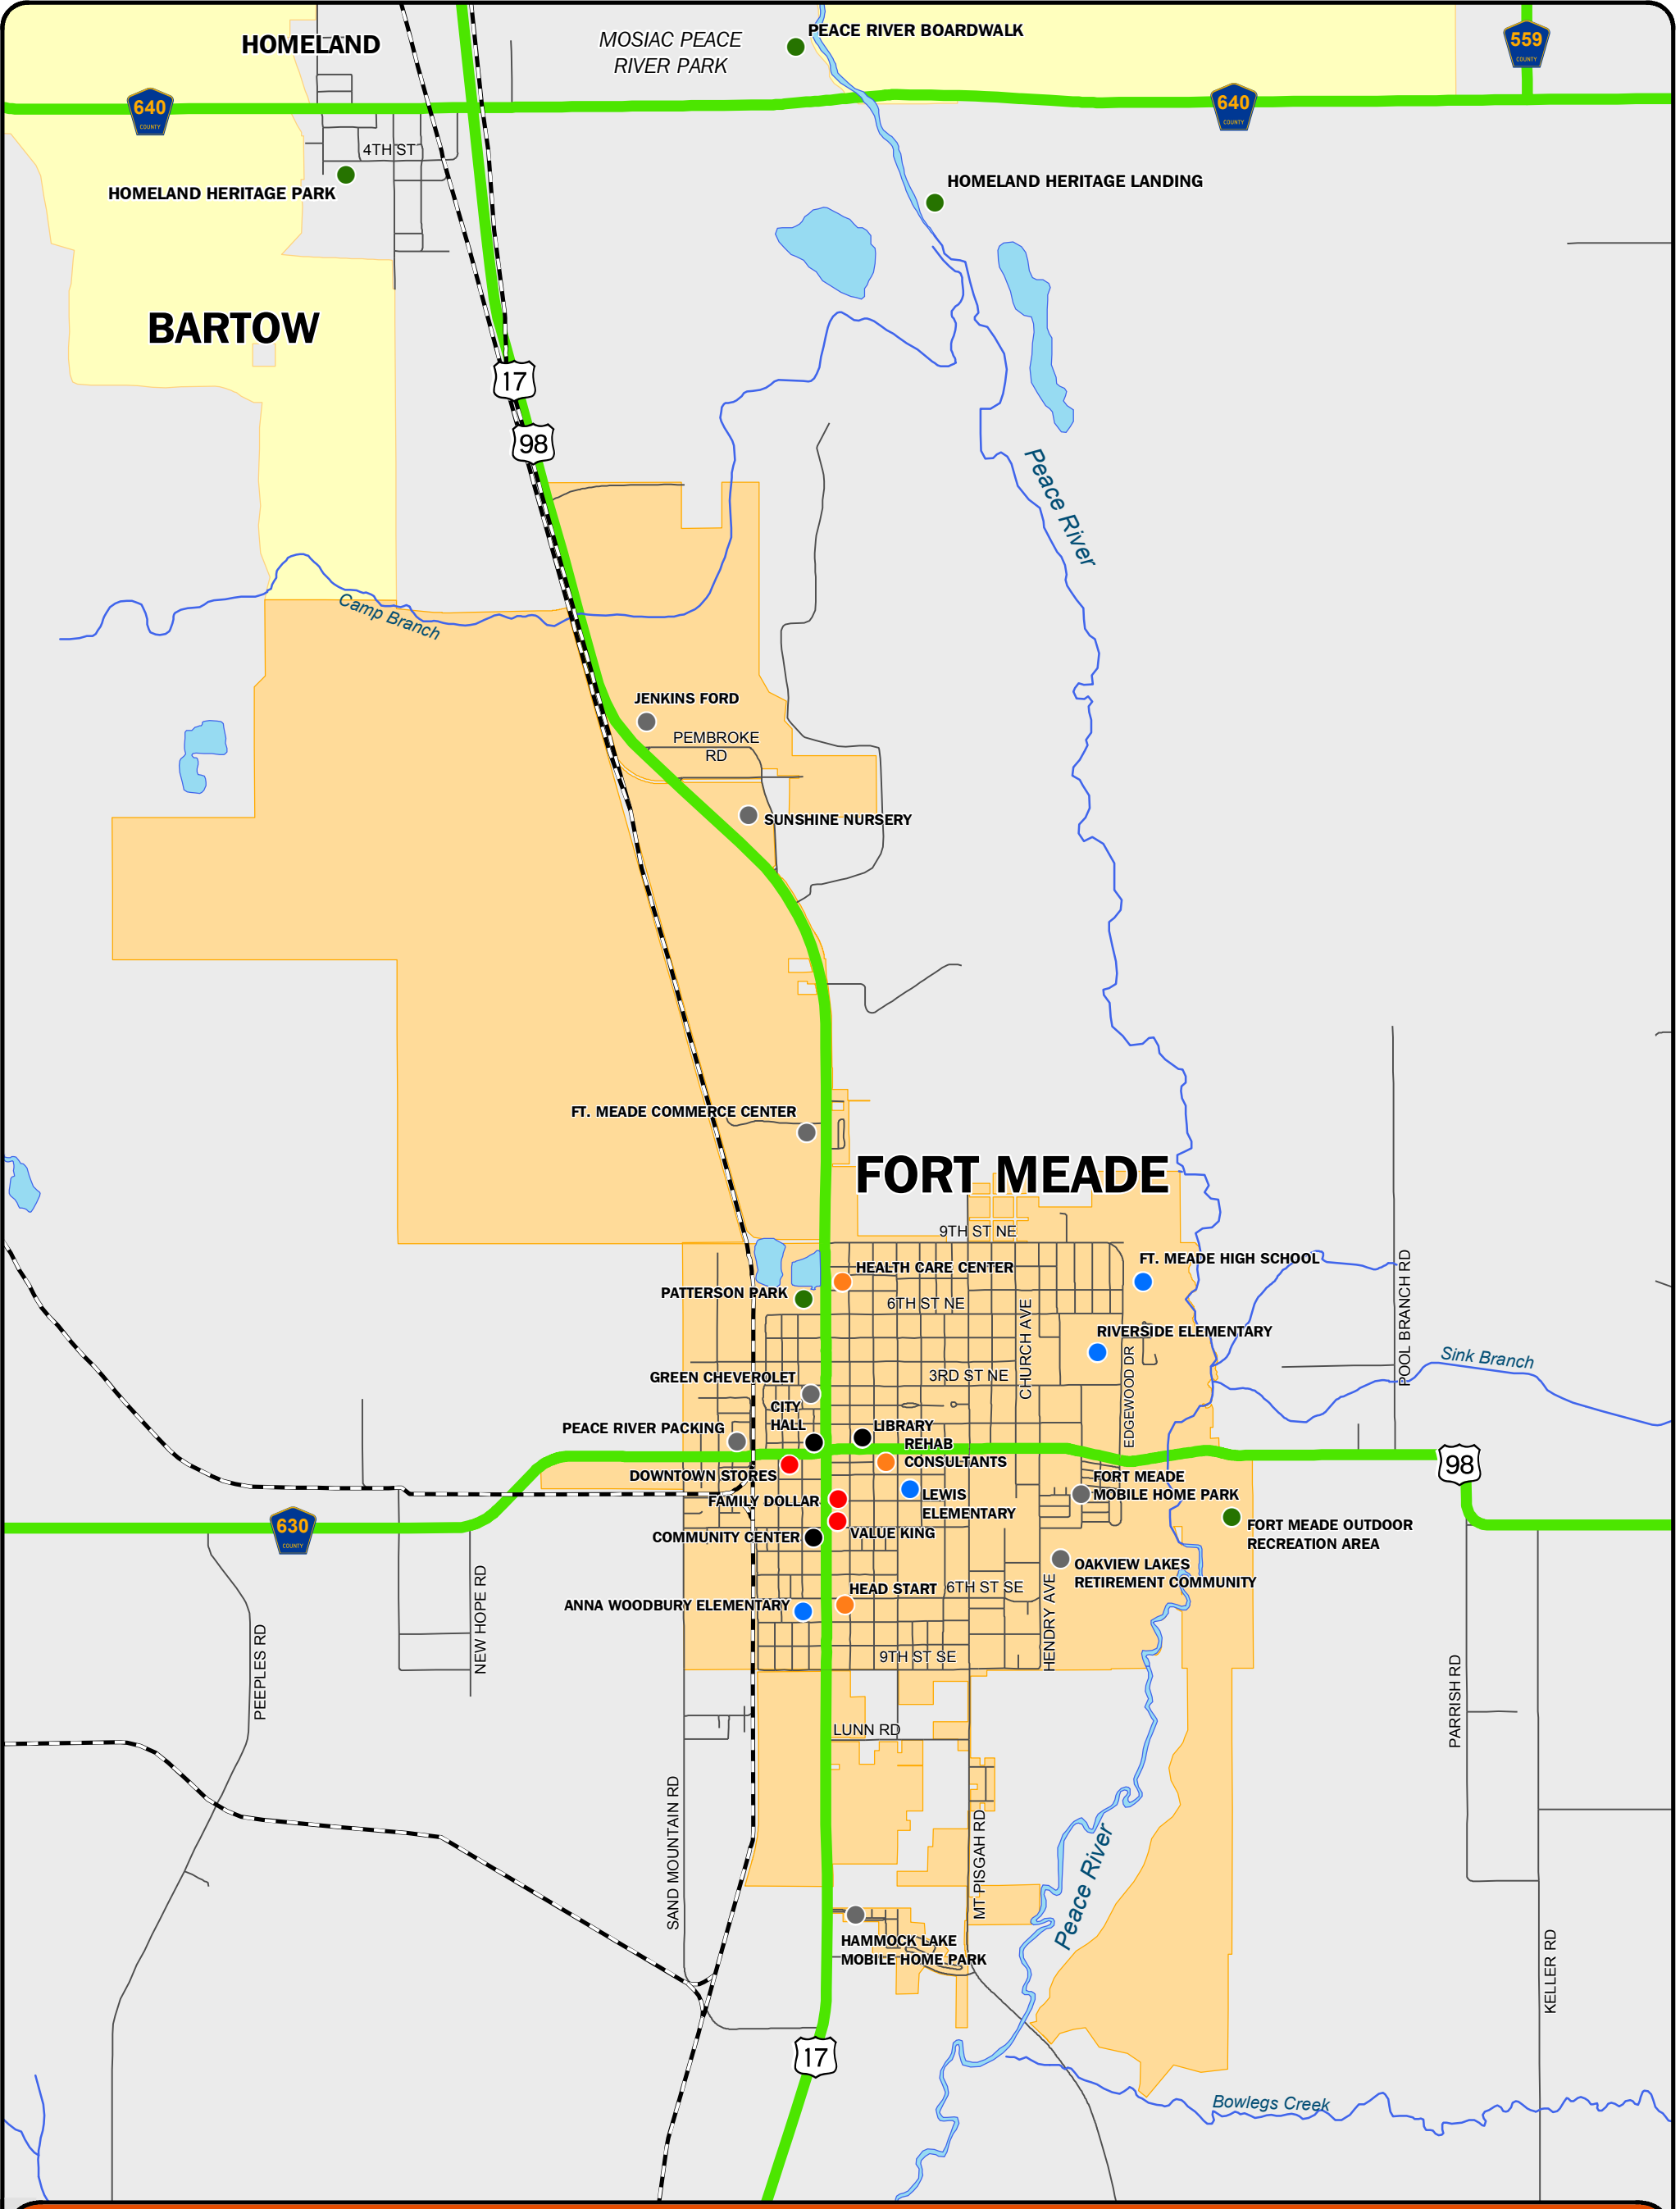 PEACE RIVER BOARDWALK
559
COUNTY
HOMELAND
MOSIAC PEACE
RIVER PARK
640
COUNTY
640
COUNTY
4TH ST
HOMELAND HERITAGE PARK
HOMELAND HERITAGE LANDING
BARTOW
17
98
Peace River
Camp Branch
JENKINS FORD
PEMBROKE
RD
SUNSHINE NURSERY
FT. MEADE COMMERCE CENTER
FORT MEADE
9TH ST NE
FT. MEADE HIGH SCHOOL
HEALTH CARE CENTER
PATTERSON PARK
6TH ST NE
CHURCH AVE
POOL BRANCH RD
RIVERSIDE ELEMENTARY
EDGEWOOD DR
Sink Branch
GREEN CHEVEROLET
3RD ST NE
CITY
HALL
PEACE RIVER PACKING
LIBRARY
REHAB
CONSULTANTS
98
DOWNTOWN STORES
FORT MEADE
MOBILE HOME PARK
FAMILY DOLLAR
LEWIS
ELEMENTARY
630
COUNTY
COMMUNITY CENTER
VALUE KING
FORT MEADE OUTDOOR
RECREATION AREA
OAKVIEW LAKES
RETIREMENT COMMUNITY
HEAD START
6TH ST SE
ANNA WOODBURY ELEMENTARY
HENDRY AVE
NEW HOPE RD
PEEPLES RD
9TH ST SE
PARRISH RD
LUNN RD
SAND MOUNTAIN RD
MT PISGAH RD
Peace River
HAMMOCK LAKE
MOBILE HOME PARK
KELLER RD
17
Bowlegs Creek